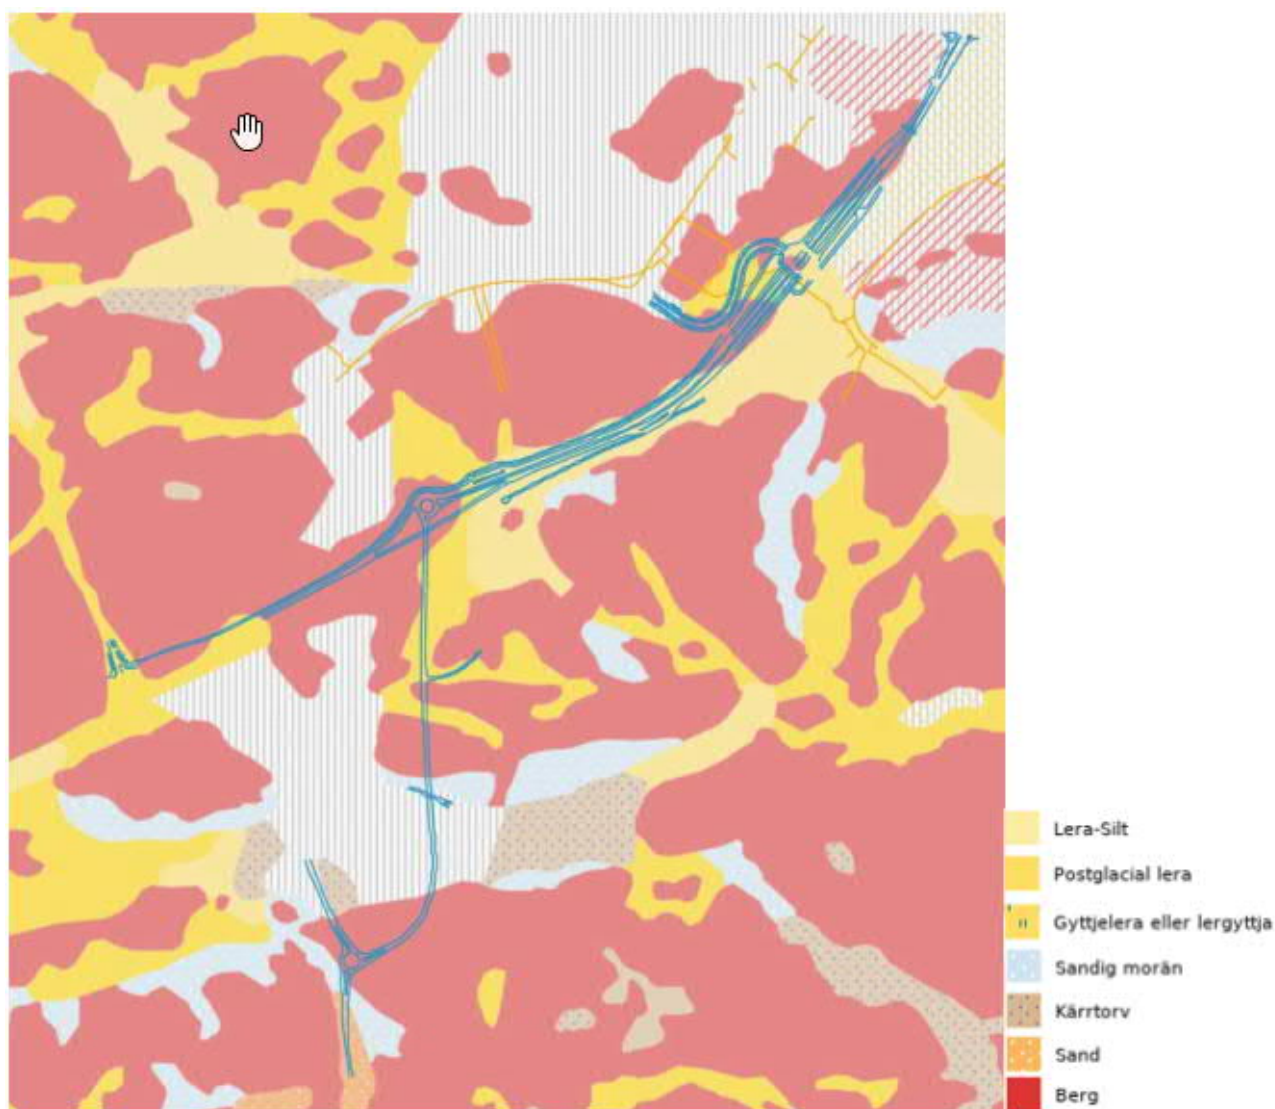 Lera-Silt
Postglacial lera
Gyttjelera eller lergyttja
Sandig morän
Kärrtorv
Sand
Berg